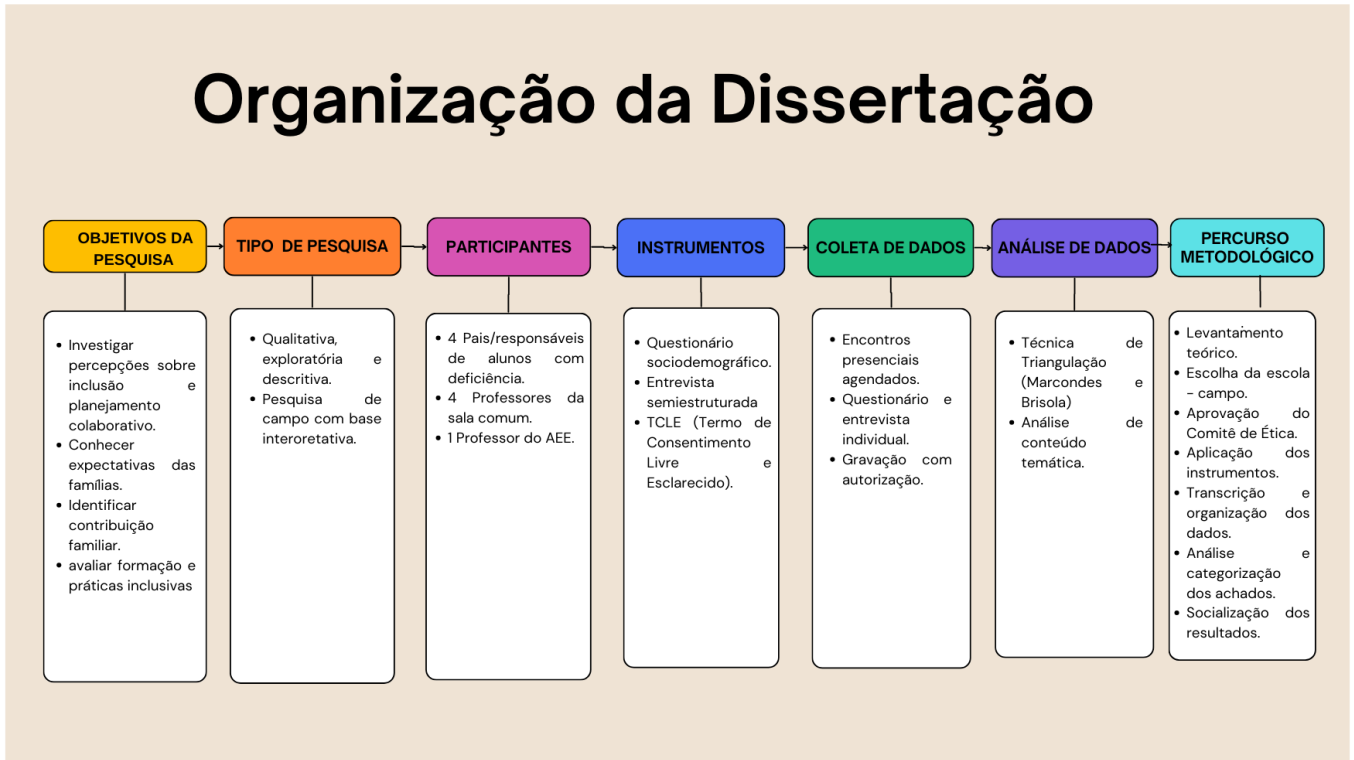 Organização da Dissertação
OBJETIVOS DA
PESQUISA
TIPO DE PESQUISA
PARTICIPANTES
INSTRUMENTOS
COLETA DE DADOS
ANÁLISE DE DADOS
PERCURSO
METODOLÓGICO
• Investigar
percepções sobre
inclusão e
planejamento
colaborativo.
• Conhecer
expectativas das
famílias.
• Identificar
contribuição
familiar.
• avaliar formação e
práticas inclusivas
• Qualitativa,
exploratória e
descritiva.
• Pesquisa de
campo com base
interoretativa.
• 4 Pais/responsáveis
de alunos com
deficiência.
• 4 Professores da
sala comum.
• 1 Professor do AEE.
• Questionário
sociodemográfico.
• Entrevista
semiestruturada
• TCLE (Termo de
Consentimento
Livre e
Esclarecido).
• Encontros
presenciais
agendados.
• Questionário e
entrevista
individual.
• Gravação com
autorização.
• Técnica de
Triangulação
(Marcondes e
Brisola)
• Análise de
conteúdo
temática.
• Levantamento
teórico.
• Escolha da escola
- campo.
• Aprovação do
Comitê de Ética.
• Aplicação dos
instrumentos.
• Transcrição e
organização dos
dados.
• Análise e
categorização
dos achados.
• Socialização dos
resultados.